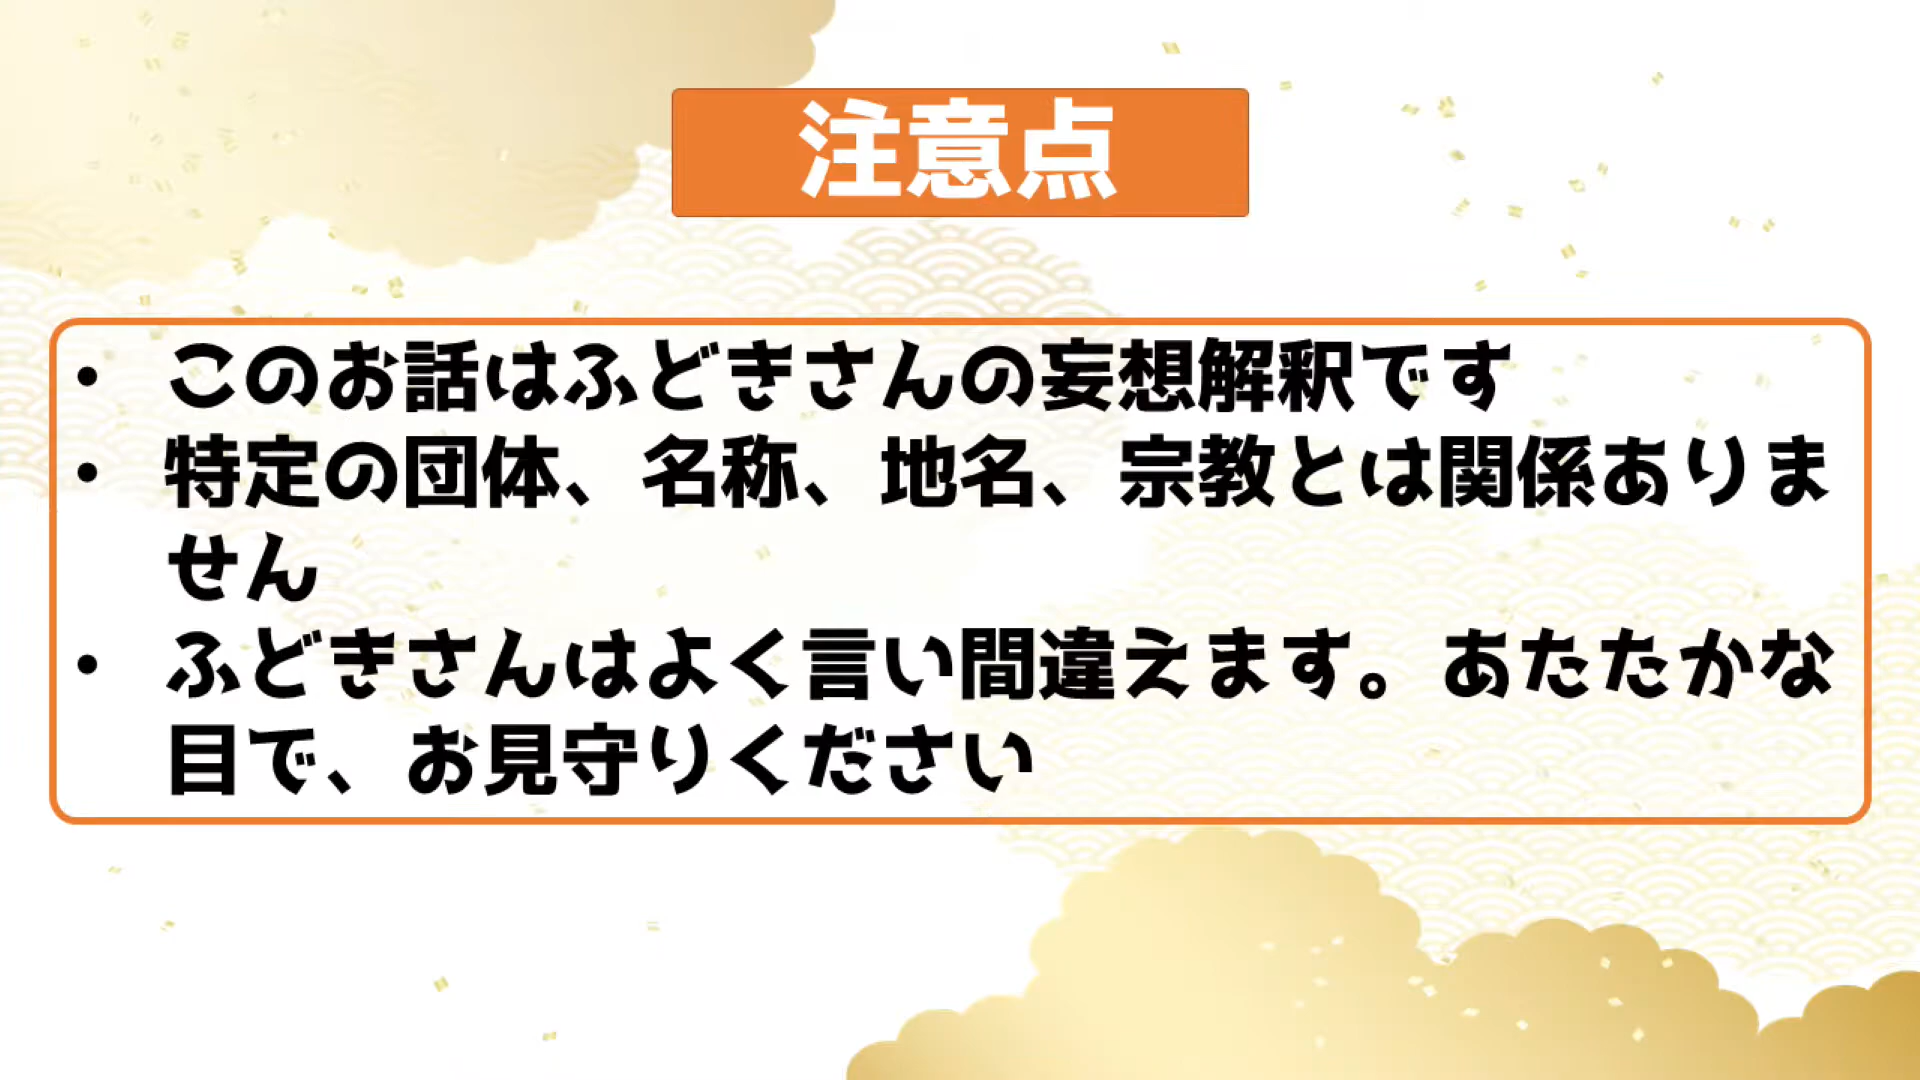 注意点
• このお話はふどきさんの妄想解釈です
• 特定の団体、名称、地名、宗教とは関係ありま
せん
• ふどきさんはよく言い間違えます。あたたかな
目で、お見守りください